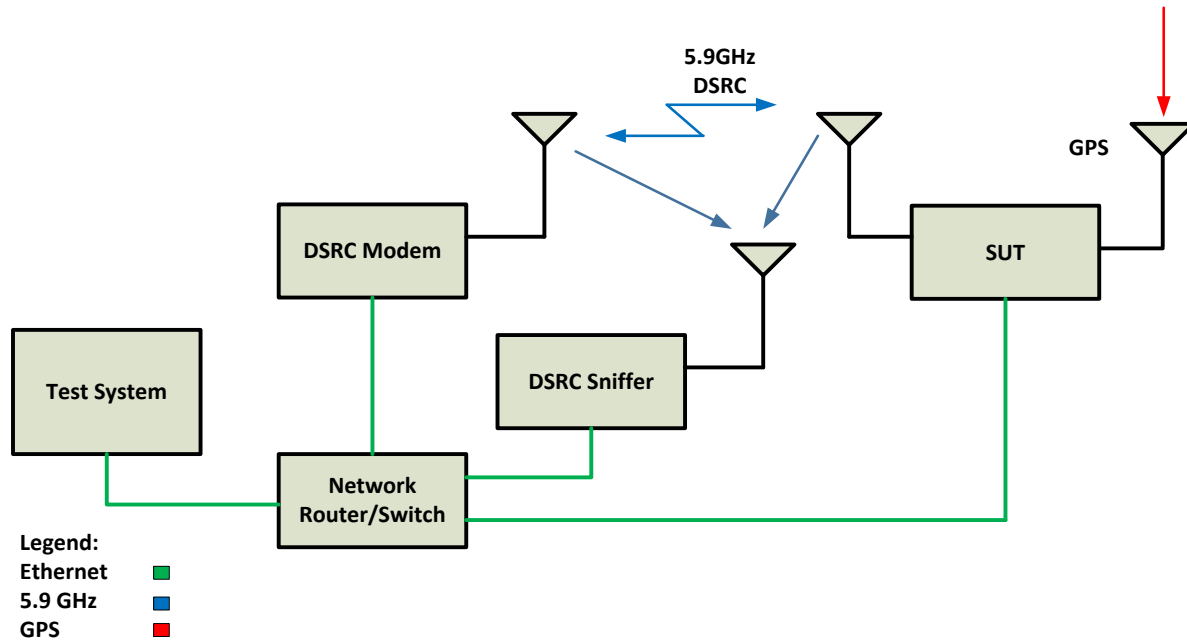 5.9GHz
DSRC
GPS
DSRC Modem
SUT
Test System
DSRC Sniffer
Network
Router/Switch
Legend:
Ethernet
5.9 GHz
GPS